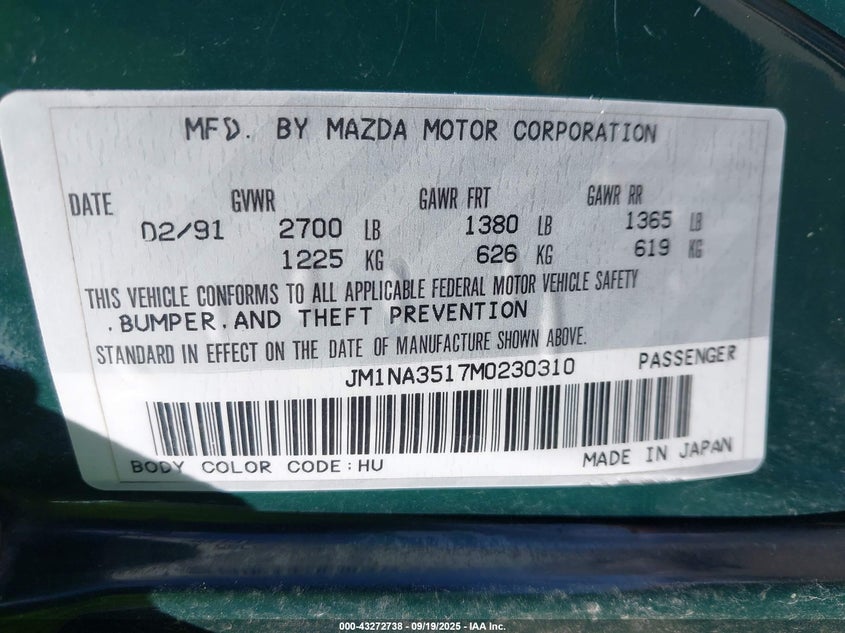 MFD. BY MAZDA MOTOR CORPORATION
DATE GVWR GAWR FRT GAWR RR
02/91 2700 LB 1380 LB 1365 LB
1225 KG 626 KG 619 KG
THIS VEHICLE CONFORMS TO ALL APPLICABLE FEDERAL MOTOR VEHICLE SAFETY
,BUMPER,AND THEFT PREVENTION
STANDARD IN EFFECT ON THE DATE OF MANUFACTURE SHOWN ABOVE.
JM1NA3517M0230310 PASSENGER
BODY COLOR CODE:HU MADE IN JAPAN
000-43272738 - 09/19/2025 - IAA Inc.